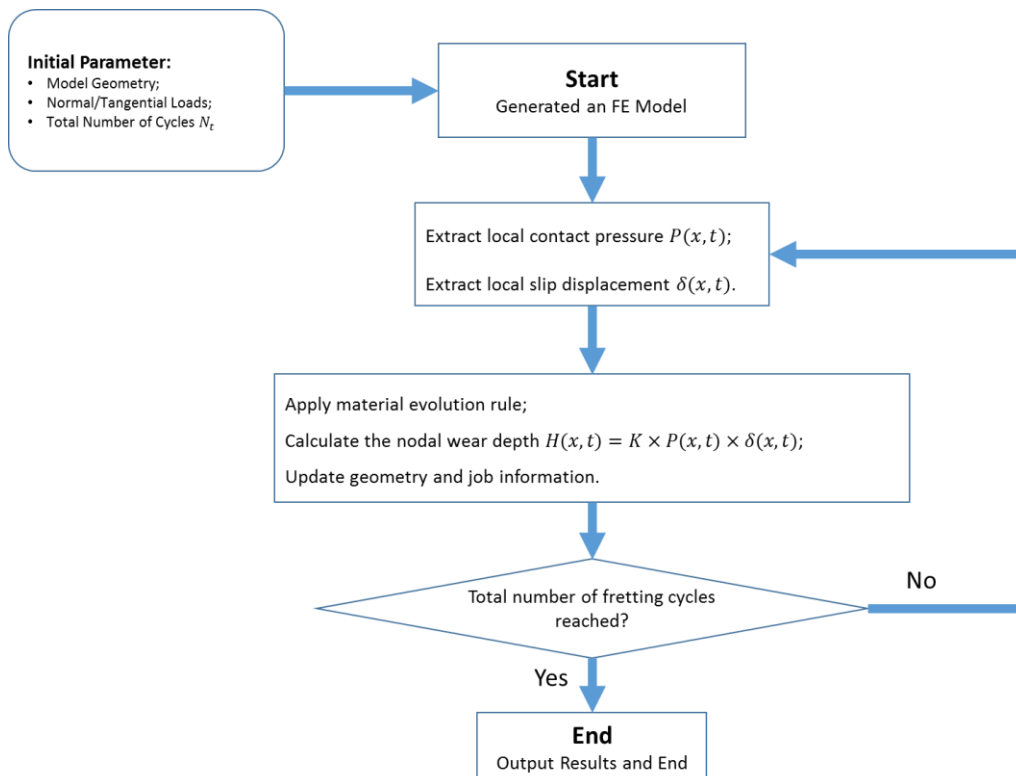 Initial Parameter:
• Model Geometry;
• Normal/Tangential Loads;
• Total Number of Cycles N_t
Start
Generated an FE Model
Extract local contact pressure P(x, t);
Extract local slip displacement δ(x, t).
Apply material evolution rule;
Calculate the nodal wear depth H(x, t) = K × P(x, t) × δ(x, t);
Update geometry and job information.
Total number of fretting cycles
reached?
No
Yes
End
Output Results and End